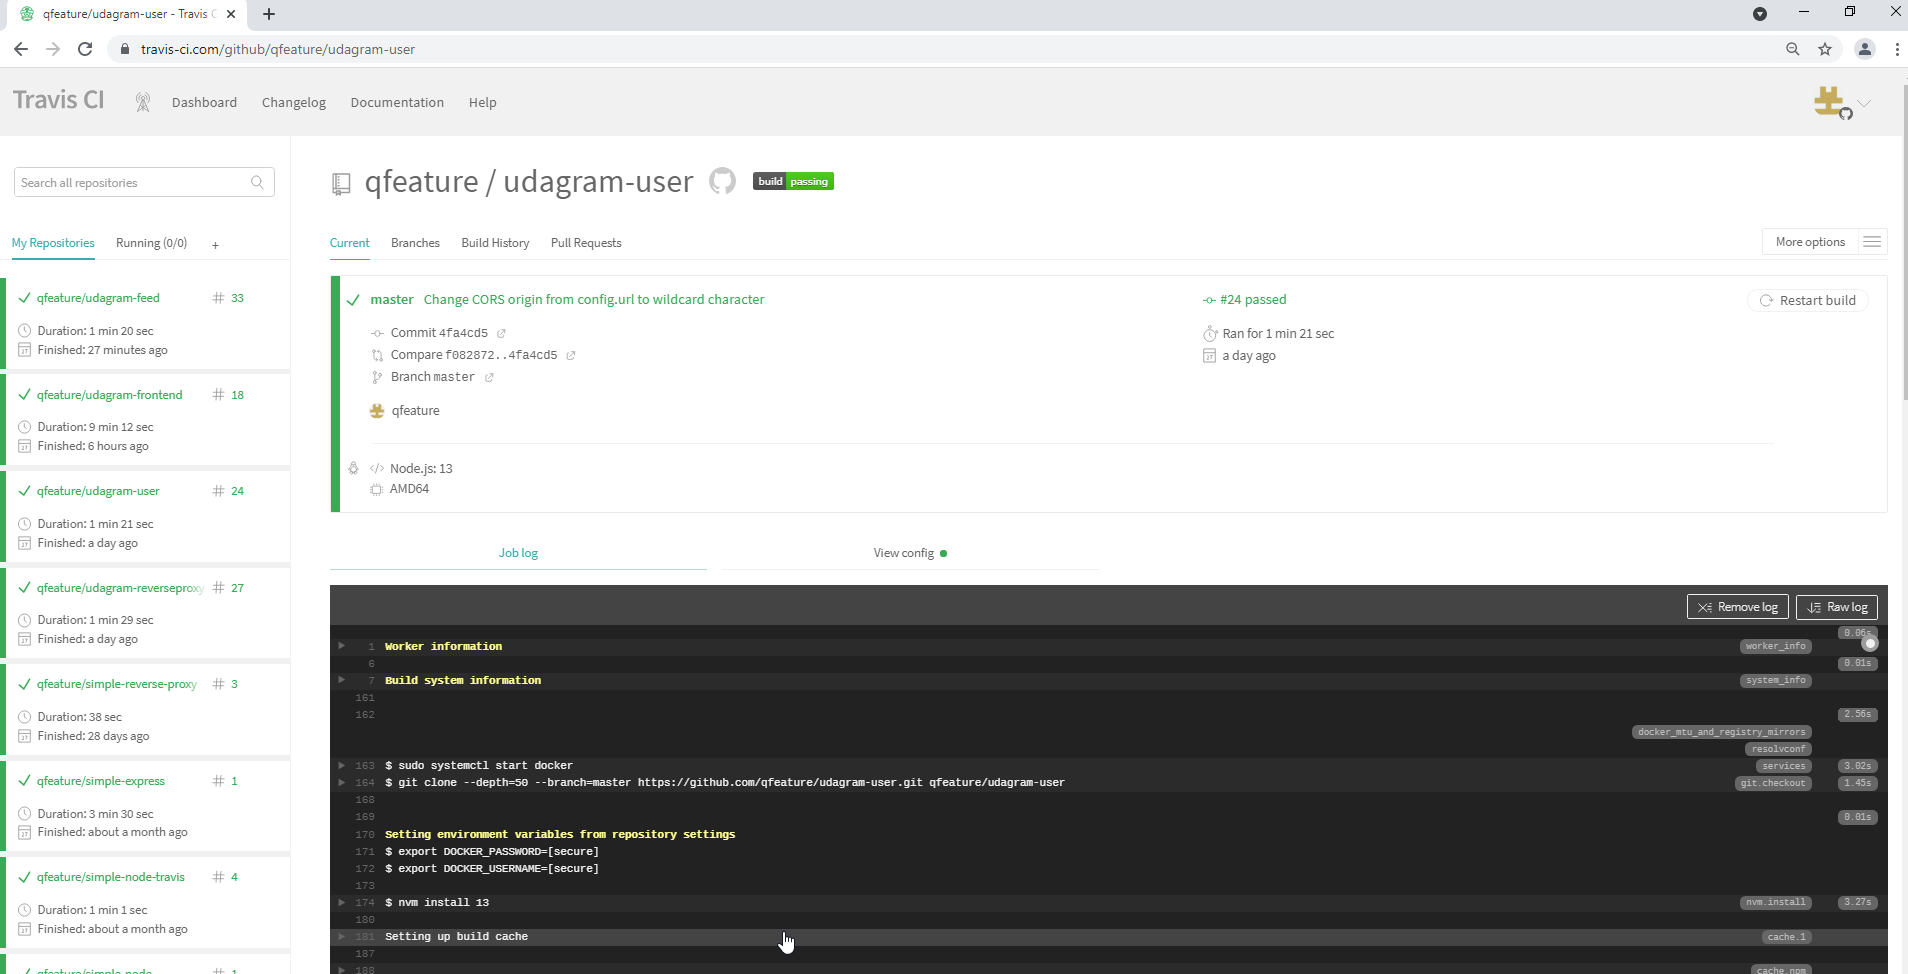 qfeature/udagram-user - Travis C
travis-ci.com/github/qfeature/udagram-user
Travis CI
Dashboard
Changelog
Documentation
Help
Search all repositories
My Repositories
Running (0/0)
+
qfeature/udagram-feed # 33
Duration: 1 min 20 sec
Finished: 27 minutes ago
qfeature/udagram-frontend # 18
Duration: 9 min 12 sec
Finished: 6 hours ago
qfeature/udagram-user # 24
Duration: 1 min 21 sec
Finished: a day ago
qfeature/udagram-reverseproxy # 27
Duration: 1 min 29 sec
Finished: a day ago
qfeature/simple-reverse-proxy # 3
Duration: 38 sec
Finished: 28 days ago
qfeature/simple-express # 1
Duration: 3 min 30 sec
Finished: about a month ago
qfeature/simple-node-travis # 4
Duration: 1 min 1 sec
Finished: about a month ago
qfeature/simple-node # 1
qfeature / udagram-user
build passing
Current
Branches
Build History
Pull Requests
More options
master Change CORS origin from config.url to wildcard character
Commit 4fa4cd5
Compare f082872..4fa4cd5
Branch master
qfeature
#24 passed
Ran for 1 min 21 sec
a day ago
Restart build
Node.js: 13
AMD64
Job log
View config
Remove log
Raw log
0.06s
1 Worker information worker_info
6 0.01s
7 Build system information system_info
161
162 2.56s
docker_mtu_and_registry_mirrors
resolvconf
163 $ sudo systemctl start docker services 3.02s
164 $ git clone --depth=50 --branch=master https://github.com/qfeature/udagram-user.git qfeature/udagram-user git.checkout 1.45s
168
169 0.01s
170 Setting environment variables from repository settings
171 $ export DOCKER_PASSWORD=[secure]
172 $ export DOCKER_USERNAME=[secure]
173
174 $ nvm install 13 nvm.install 3.27s
180
181 Setting up build cache cache.1
187
188 cache.npm